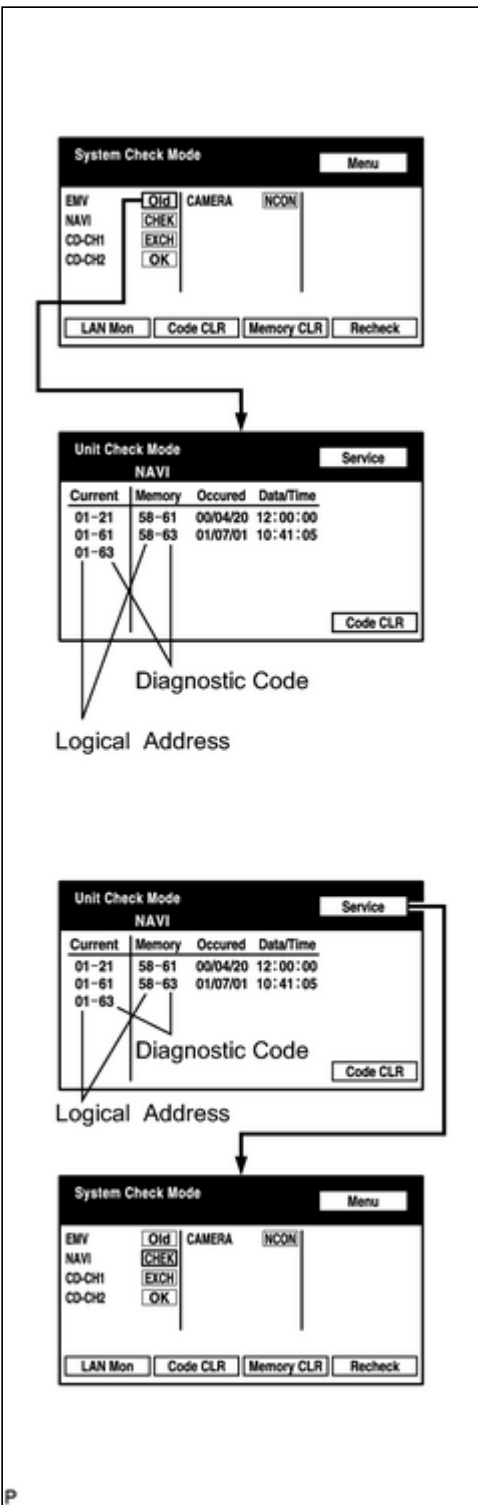 System Check Mode Menu
EMV Old CAMERA NCON
NAVI CHEK
CD-CH1 EXCH
CD-CH2 OK
LAN Mon Code CLR Memory CLR Recheck
Unit Check Mode Service
NAVI
Current Memory Occured Data/Time
01-21 58-61 00/04/20 12:00:00
01-61 58-63 01/07/01 10:41:05
01-63
Code CLR
Diagnostic Code
Logical Address
Unit Check Mode Service
NAVI
Current Memory Occured Data/Time
01-21 58-61 00/04/20 12:00:00
01-61 58-63 01/07/01 10:41:05
01-63
Diagnostic Code
Code CLR
Logical Address
System Check Mode Menu
EMV Old CAMERA NCON
NAVI CHEK
CD-CH1 EXCH
CD-CH2 OK
LAN Mon Code CLR Memory CLR Recheck
P